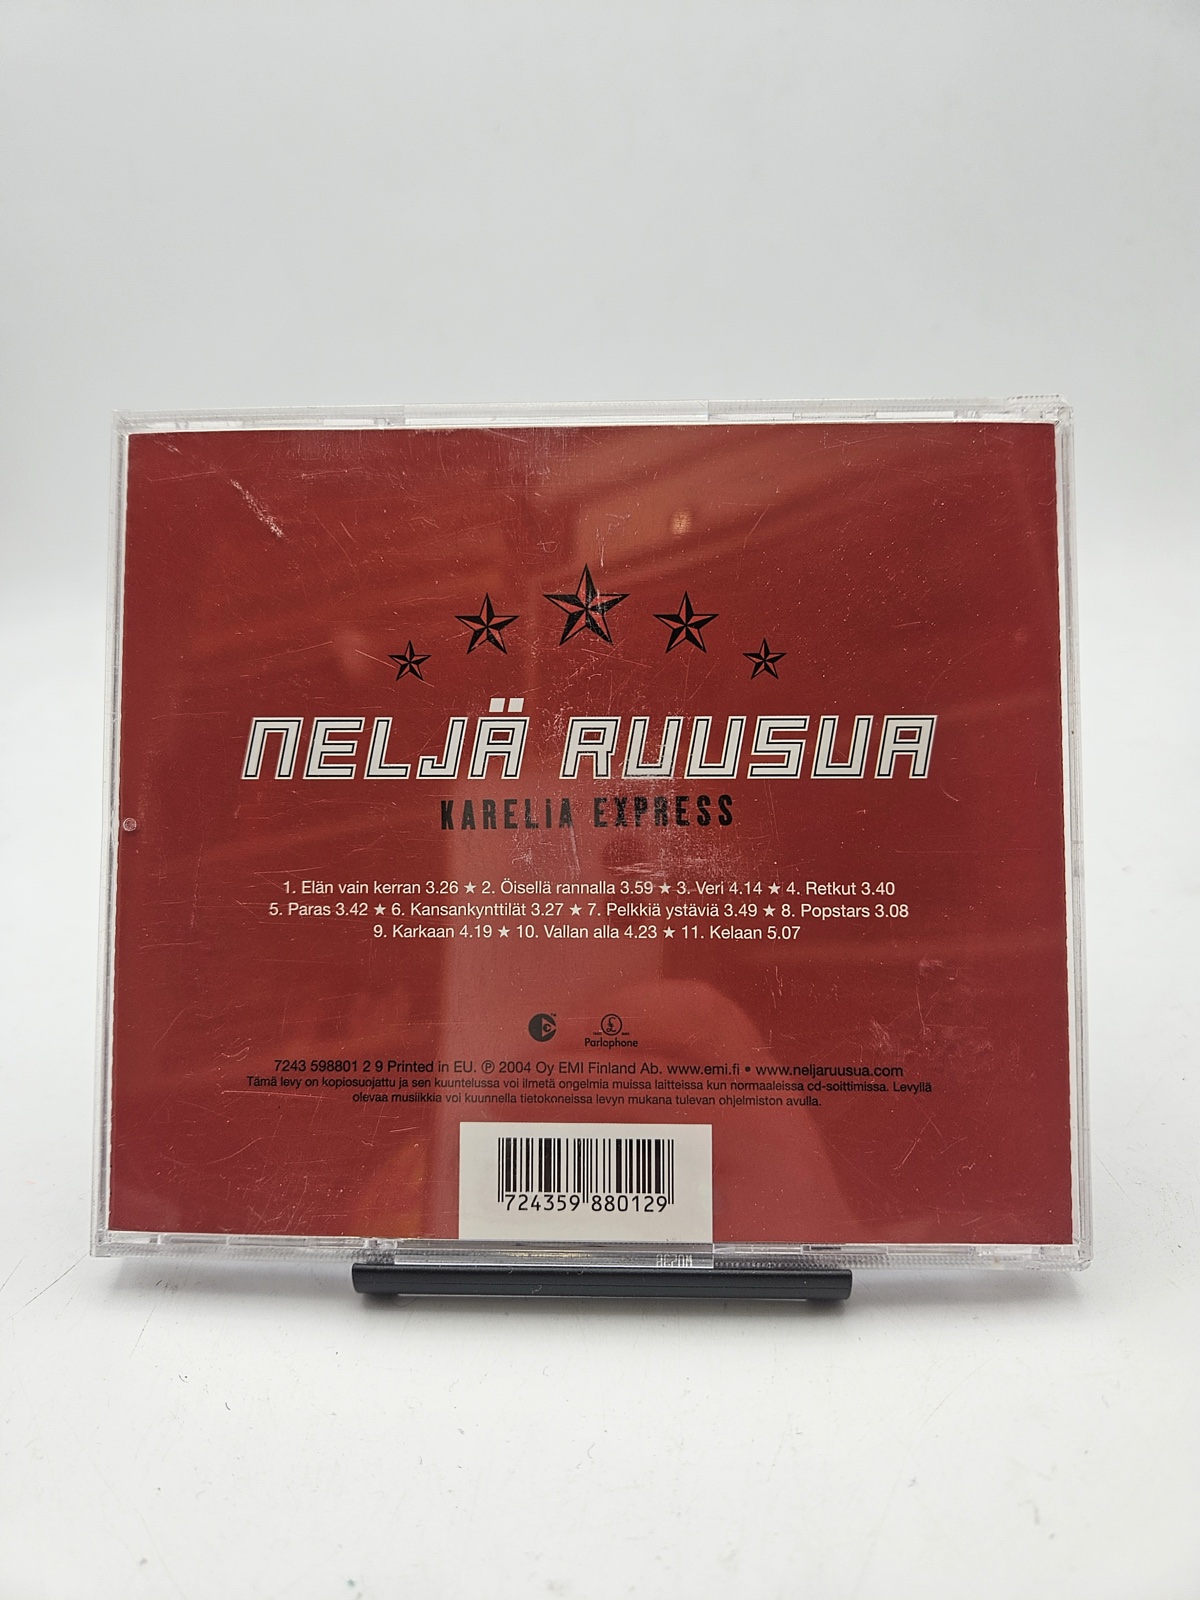 NELJÄ RUUSUA
KARELIA EXPRESS
1. Elän vain kerran 3.26 ★ 2. Öisellä rannalla 3.59 ★ 3. Veri 4.14 ★ 4. Retkut 3.40
5. Paras 3.42 ★ 6. Kansankynttilät 3.27 ★ 7. Pelkkiä ystäviä 3.49 ★ 8. Popstars 3.08
9. Karkaan 4.19 ★ 10. Vallan alla 4.23 ★ 11. Kelaan 5.07
Parlophone
7243 598801 2 9 Printed in EU. ℗ 2004 Oy EMI Finland Ab. www.emi.fi • www.neljaruusua.com
Tämä levy on kopiosuojattu ja sen kuuntelussa voi ilmetä ongelmia muissa laitteissa kun normaaleissa cd-soittimissa. Levyllä
olevaa musiikkia voi kuunnella tietokoneissa levyn mukana tulevan ohjelmiston avulla.
724359 880129